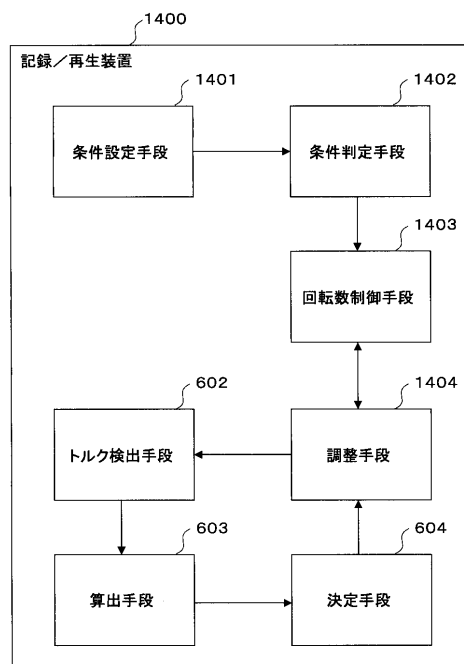 1400
記録／再生装置
1401
条件設定手段
1402
条件判定手段
1403
回転数制御手段
602
トルク検出手段
1404
調整手段
603
算出手段
604
決定手段